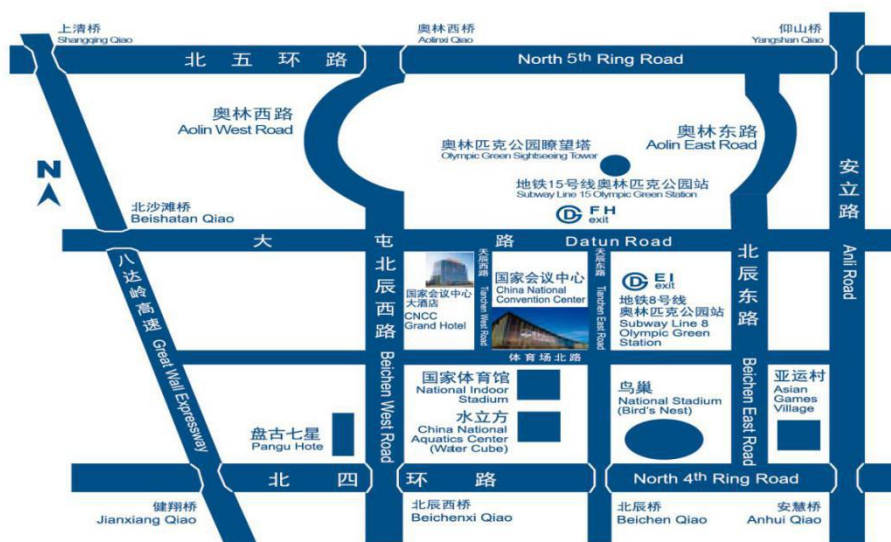 上清桥
Shangqing Qiao
奥林西桥
Aolinxi Qiao
仰山桥
Yangshan Qiao
北五环路
North 5th Ring Road
奥林西路
Aolin West Road
奥林东路
Aolin East Road
奥林匹克公园瞭望塔
Olympic Green Sightseeing Tower
地铁15号线奥林匹克公园站
Subway Line 15 Olympic Green Station
F H
exit
N
安立路
Anli Road
北沙滩桥
Beishatan Qiao
大屯路
Datun Road
八达岭高速
Great Wall Expressway
北辰西路
Beichen West Road
国家会议中心
大酒店
CNCC
Grand Hotel
天辰西路
Tianchen West Road
国家会议中心
China National
Convention Center
天辰东路
Tianchen East Road
E I
exit
地铁8号线
奥林匹克公园站
Subway Line 8
Olympic Green
Station
北辰东路
Beichen East Road
体育场北路
国家体育馆
National Indoor
Stadium
水立方
China National
Aquatics Center
(Water Cube)
鸟巢
National Stadium
(Bird's Nest)
亚运村
Asian
Games
Village
盘古七星
Pangu Hote
北四环路
North 4th Ring Road
健翔桥
Jianxiang Qiao
北辰西桥
Beichenxi Qiao
北辰桥
Beichen Qiao
安慧桥
Anhui Qiao